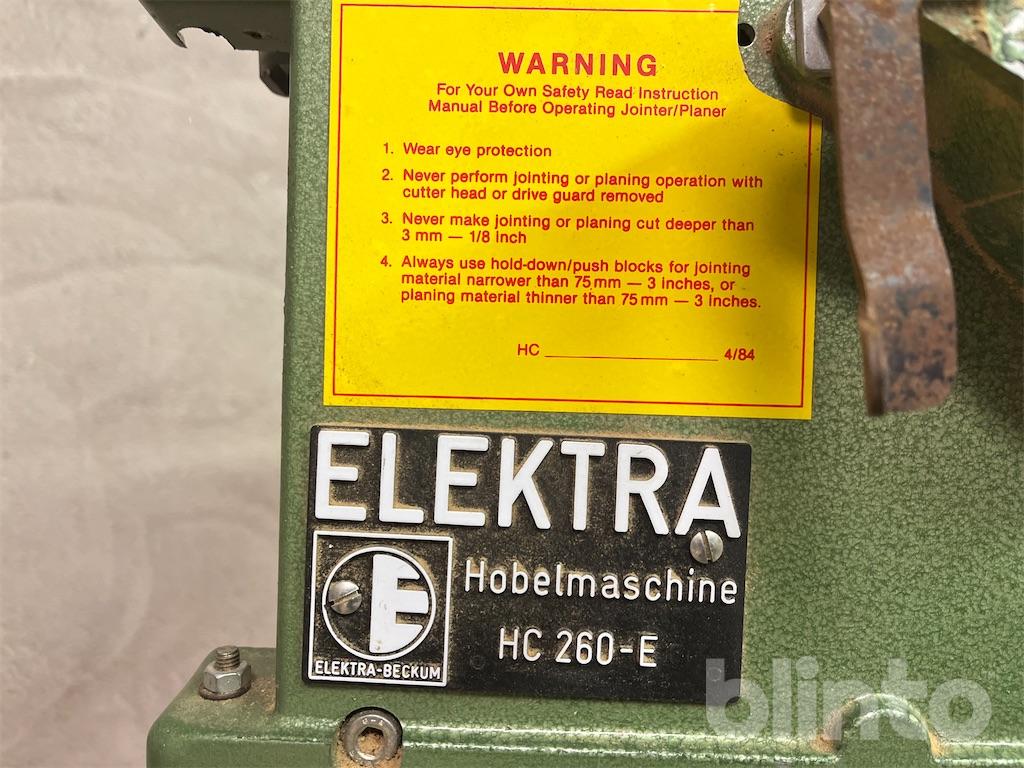 WARNING
For Your Own Safety Read Instruction
Manual Before Operating Jointer/Planer
1. Wear eye protection
2. Never perform jointing or planing operation with
cutter head or drive guard removed
3. Never make jointing or planing cut deeper than
3 mm — 1/8 inch
4. Always use hold-down/push blocks for jointing
material narrower than 75 mm — 3 inches, or
planing material thinner than 75 mm — 3 inches.
HC ____________________ 4/84
ELEKTRA
E
Hobelmaschine
HC 260-E
ELEKTRA-BECKUM
blinto